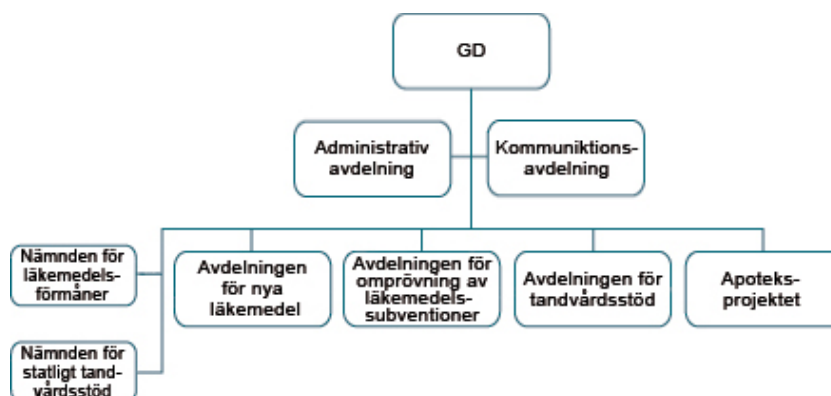 GD
Administrativ
avdelning
Kommuniktions-
avdelning
Nämnden för
läkemedels-
förmåner
Avdelningen
för nya
läkemedel
Avdelningen för
omprövning av
läkemedels-
subventioner
Avdelningen för
tandvårdsstöd
Apoteks-
projektet
Nämnden för
statligt tand-
vårdsstöd